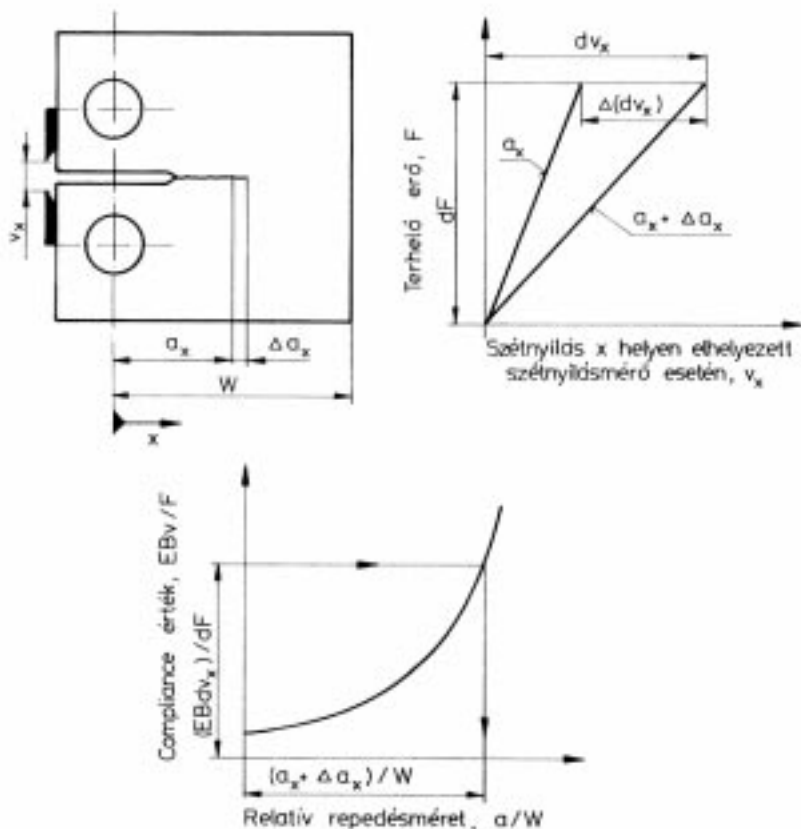 v_x
a_x
Δa_x
W
x
dv_x
Δ(dv_x)
a_x
a_x + Δa_x
dF
Terhelő erő, F
Szétnyílás x helyen elhelyezett
szétnyílásmérő esetén, v_x
Compliance érték, EBv/F
(EBdv_x)/dF
(a_x + Δa_x)/W
Relatív repedésméret, a/W